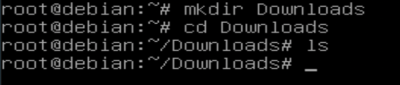 root@debian:~# mkdir Downloads
root@debian:~# cd Downloads
root@debian:~/Downloads# ls
root@debian:~/Downloads# _